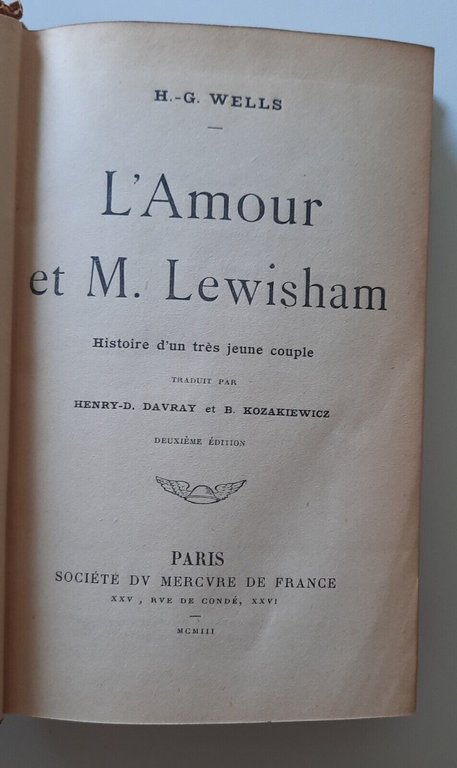 H.-G. WELLS
L'Amour
et M. Lewisham
Histoire d'un très jeune couple
TRADUIT PAR
HENRY-D. DAVRAY et B. KOZAKIEWICZ
DEUXIÈME ÉDITION
PARIS
SOCIÉTÉ DV MERCVRE DE FRANCE
XXV, RVE DE CONDÉ, XXVI
MCMIII